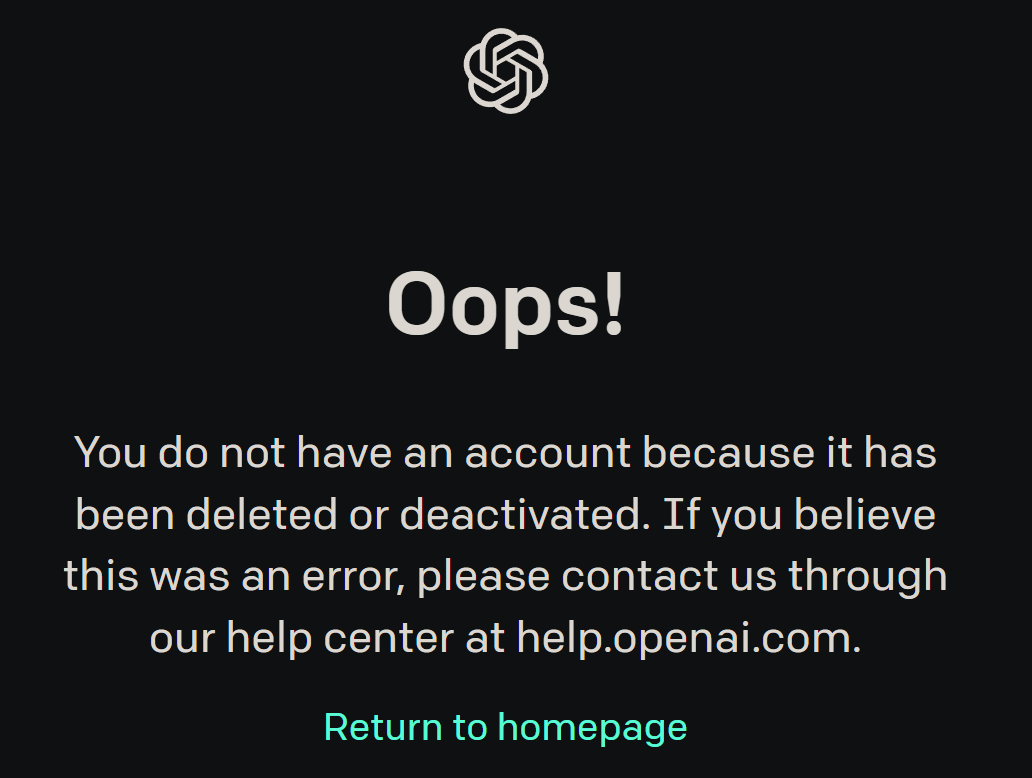 Oops!
You do not have an account because it has
been deleted or deactivated. If you believe
this was an error, please contact us through
our help center at help.openai.com.
Return to homepage